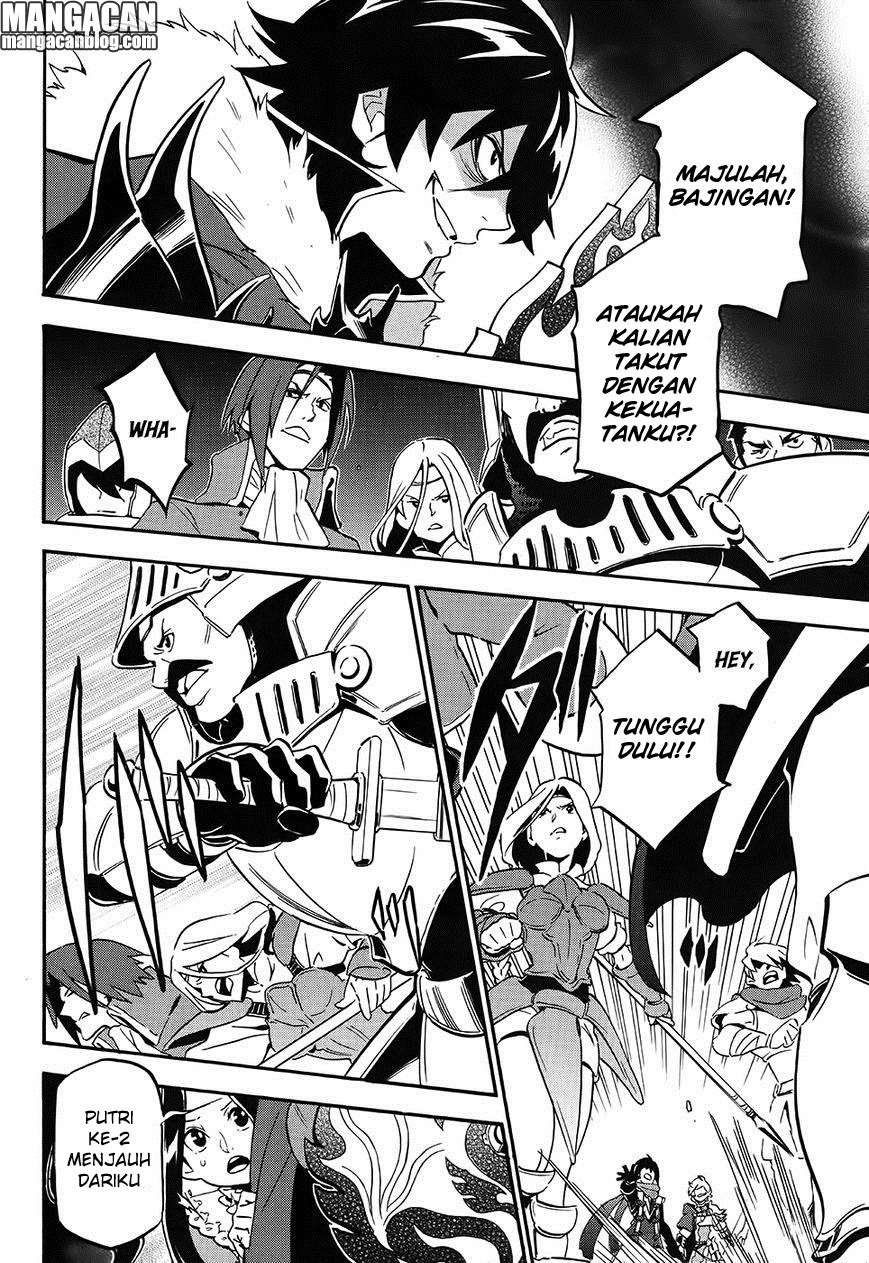 MANGACAN
mangacanblog.com
MAJULAH,
BAJINGAN!
ATAUKAH
KALIAN
TAKUT
DENGAN
KEKUA-
TANKU?!
WHA-
HEY,
TUNGGU
DULU!!
PUTRI
KE-2
MENJAUH
DARIKU